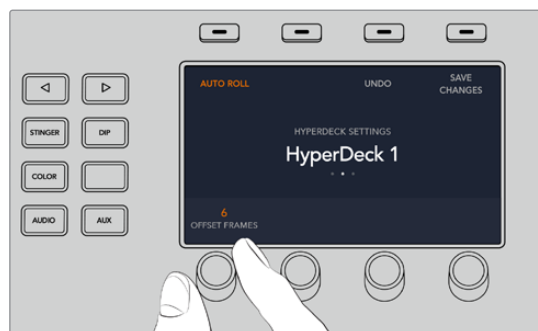 AUTO ROLL
UNDO
SAVE
CHANGES
STINGER
DIP
HYPERDECK SETTINGS
HyperDeck 1
COLOR
AUDIO
AUX
6
OFFSET FRAMES